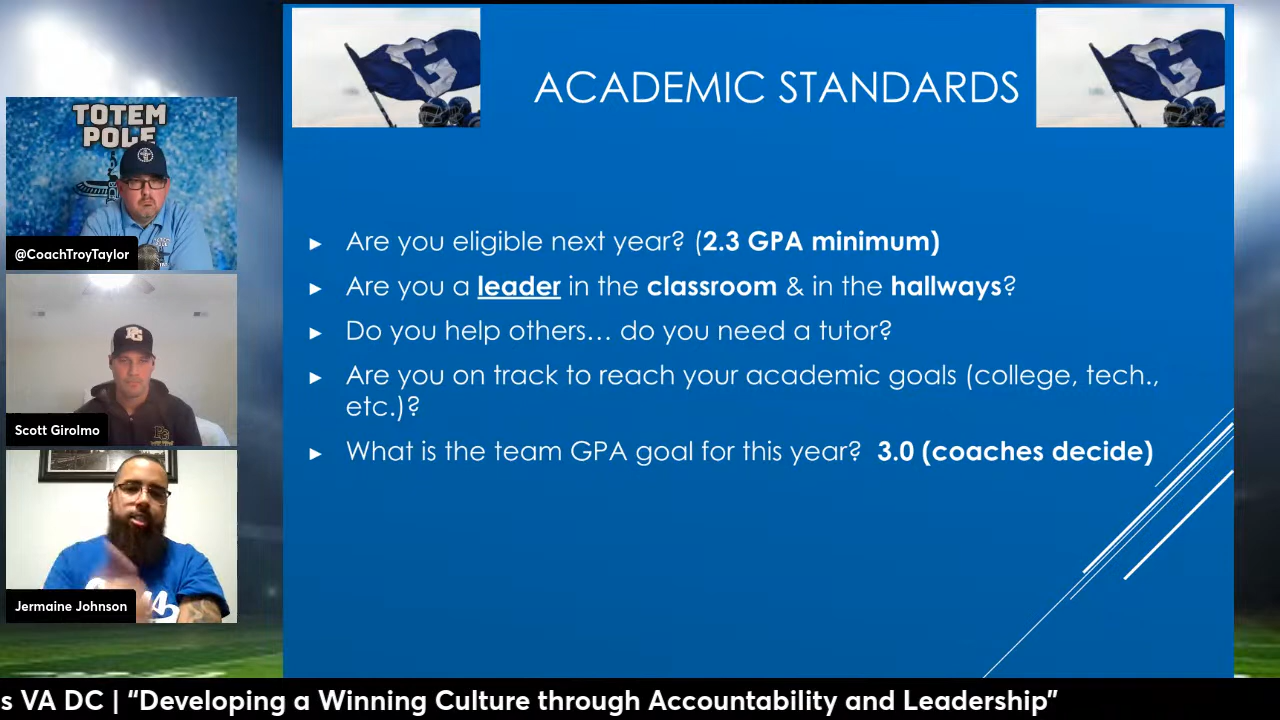 TOTEM
POLE
@CoachTroyTaylor
PG
Scott Girolmo
Jermaine Johnson
G
G
ACADEMIC STANDARDS
► Are you eligible next year? (2.3 GPA minimum)
► Are you a leader in the classroom & in the hallways?
► Do you help others... do you need a tutor?
► Are you on track to reach your academic goals (college, tech.,
etc.)?
► What is the team GPA goal for this year? 3.0 (coaches decide)
s VA DC | “Developing a Winning Culture through Accountability and Leadership”